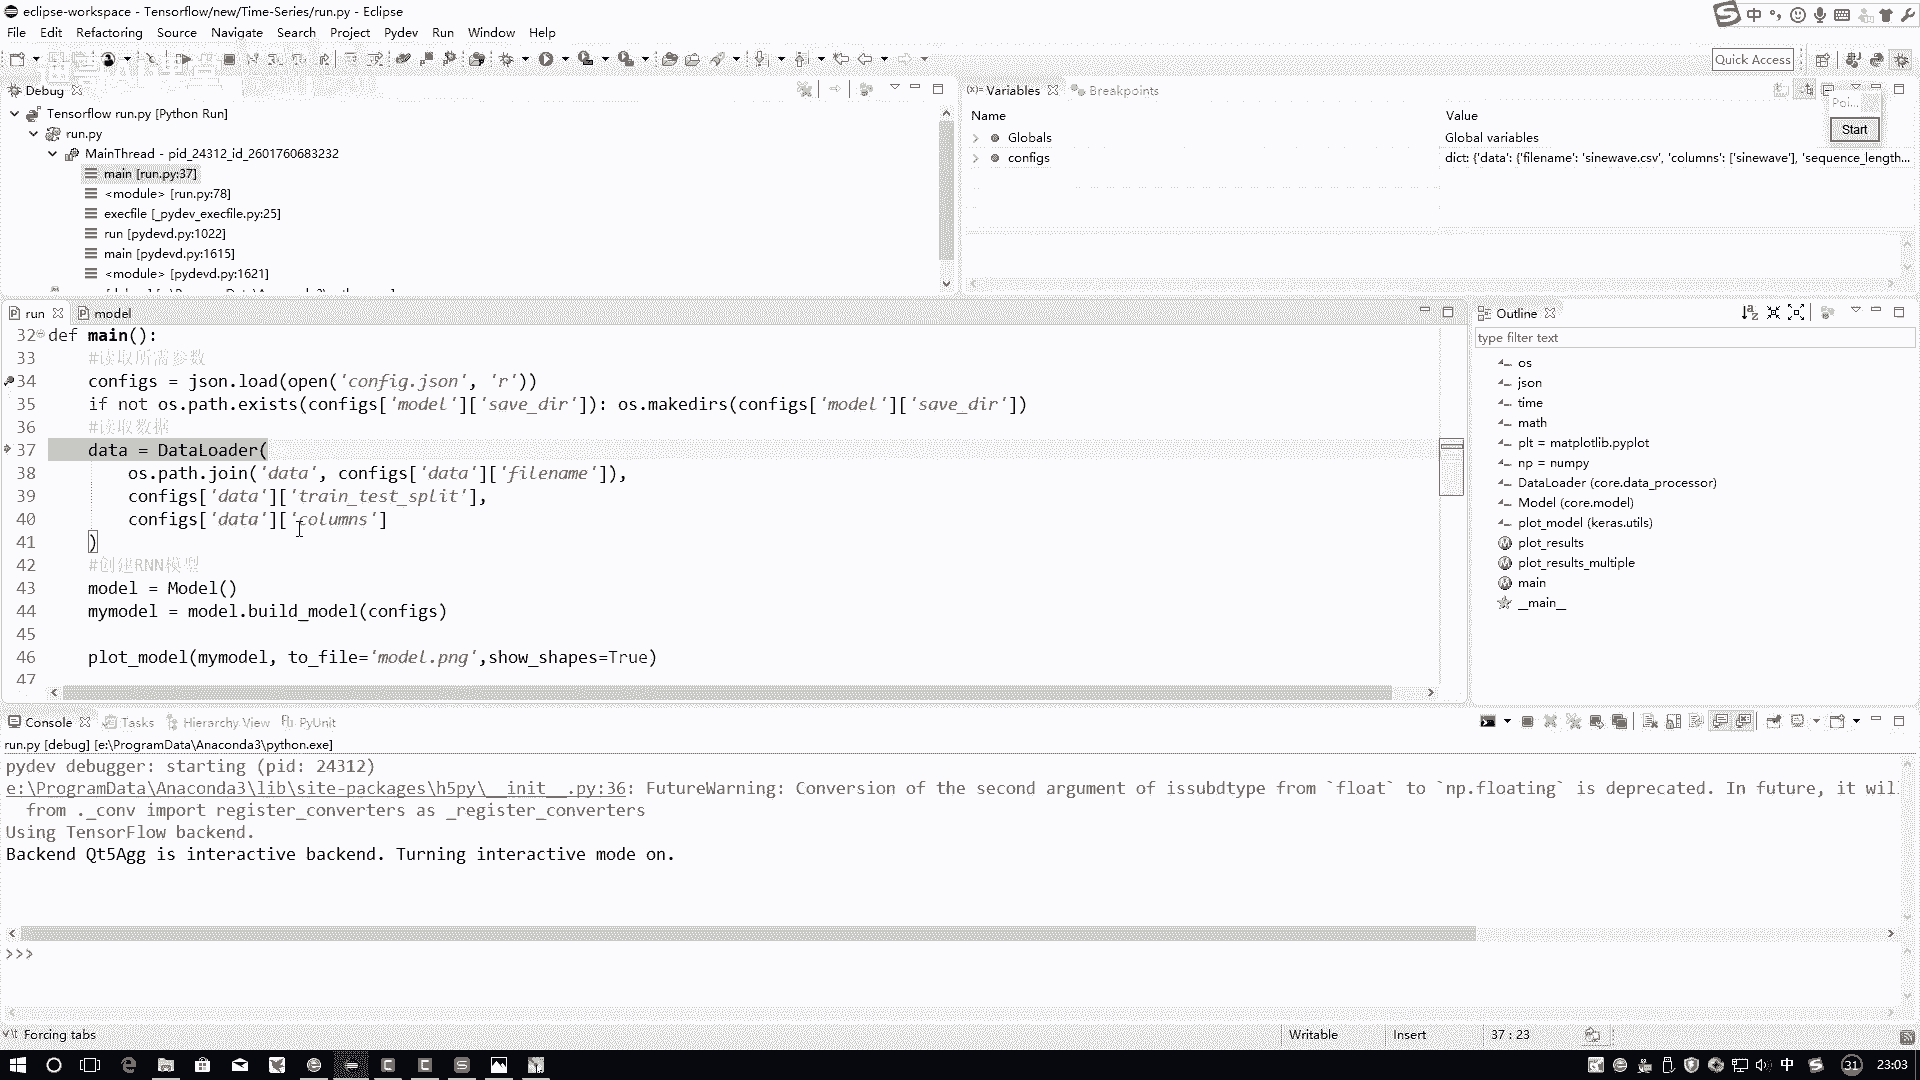 eclipse-workspace - Tensorflow/new/Time-Series/run.py - Eclipse
中
File Edit Refactoring Source Navigate Search Project Pydev Run Window Help
Quick Access
Debug
Tensorflow run.py [Python Run]
run.py
MainThread - pid_24312_id_2601760683232
main [run.py:37]
<module> [run.py:78]
execfile [_pydev_execfile.py:25]
run [pydevd.py:1022]
main [pydevd.py:1615]
<module> [pydevd.py:1621]
(x)= Variables Breakpoints
Name Value
Globals Global variables
configs dict: {'data': {'filename': 'sinewave.csv', 'columns': ['sinewave'], 'sequence_length...
Poi...
Start
run model
32 def main():
33 #读取所需参数
34 configs = json.load(open('config.json', 'r'))
35 if not os.path.exists(configs['model']['save_dir']): os.makedirs(configs['model']['save_dir'])
36 #读取数据
37 data = DataLoader(
38 os.path.join('data', configs['data']['filename']),
39 configs['data']['train_test_split'],
40 configs['data']['columns']
41 )
42 #创建RNN模型
43 model = Model()
44 mymodel = model.build_model(configs)
45
46 plot_model(mymodel, to_file='model.png',show_shapes=True)
47
Outline
type filter text
os
json
time
math
plt = matplotlib.pyplot
np = numpy
DataLoader (core.data_processor)
Model (core.model)
plot_model (keras.utils)
plot_results
plot_results_multiple
main
__main__
Console Tasks Hierarchy View PyUnit
run.py [debug] [e:\ProgramData\Anaconda3\python.exe]
pydev debugger: starting (pid: 24312)
e:\ProgramData\Anaconda3\lib\site-packages\h5py\__init__.py:36: FutureWarning: Conversion of the second argument of issubdtype from `float` to `np.floating` is deprecated. In future, it wil
from ._conv import register_converters as _register_converters
Using TensorFlow backend.
Backend Qt5Agg is interactive backend. Turning interactive mode on.
>>>
Forcing tabs Writable Insert 37 : 23
中 31 23:03